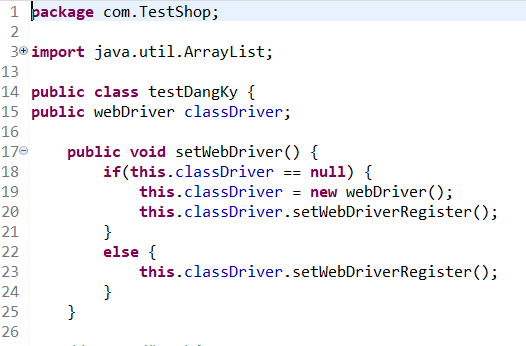 1 package com.TestShop;
2
3 import java.util.ArrayList;
13
14 public class testDangKy {
15 public webDriver classDriver;
16
17 public void setWebDriver() {
18 if(this.classDriver == null) {
19 this.classDriver = new webDriver();
20 this.classDriver.setWebDriverRegister();
21 }
22 else {
23 this.classDriver.setWebDriverRegister();
24 }
25 }
26